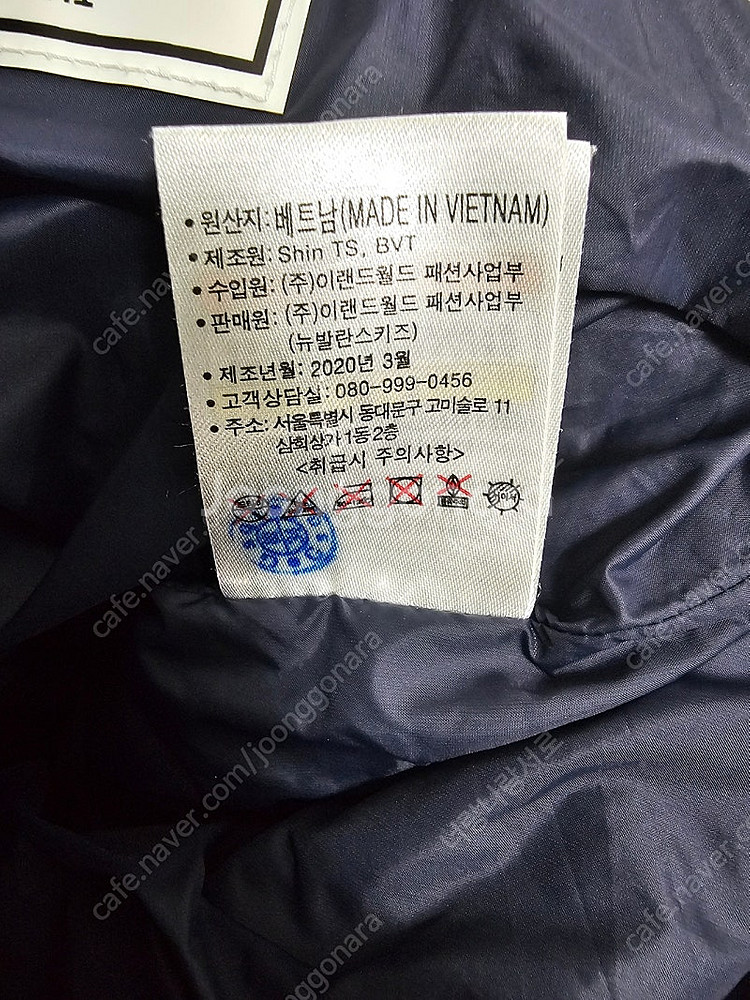 • 원산지: 베트남(MADE IN VIETNAM)
• 제조원: Shin TS, BVT
• 수입원: (주)이랜드월드 패션사업부
• 판매원: (주)이랜드월드 패션사업부
(뉴발란스키즈)
• 제조년월: 2020년 3월
• 고객상담실: 080-999-0456
• 주소: 서울특별시 동대문구 고미술로 11
삼희상가 1동 2층
<취급시 주의사항>
cafe.naver.com/joonggonara